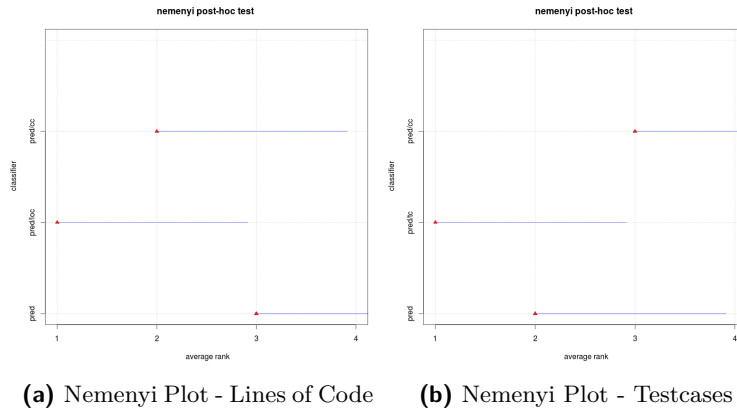 nemenyi post-hoc test
classifier
pred/cc
pred/loc
pred
1 2 3 4
average rank
(a) Nemenyi Plot - Lines of Code
nemenyi post-hoc test
classifier
pred/cc
pred/tc
pred
1 2 3 4
average rank
(b) Nemenyi Plot - Testcases